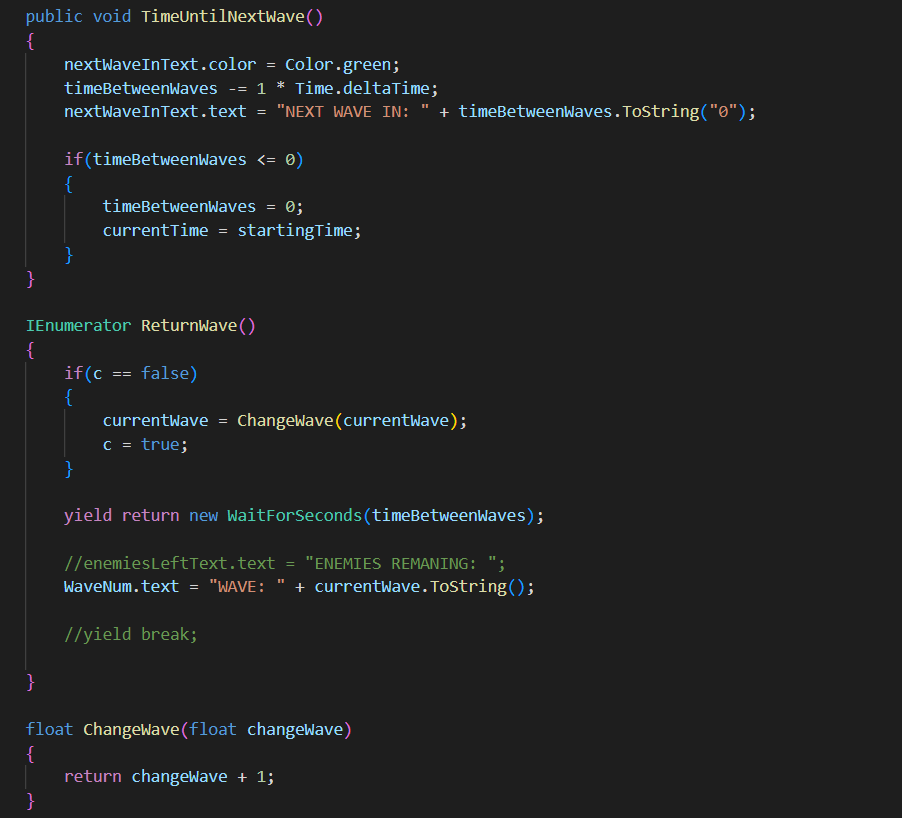 public void TimeUntilNextWave()
{
nextWaveInText.color = Color.green;
timeBetweenWaves -= 1 * Time.deltaTime;
nextWaveInText.text = "NEXT WAVE IN: " + timeBetweenWaves.ToString("0");
if(timeBetweenWaves <= 0)
{
timeBetweenWaves = 0;
currentTime = startingTime;
}
}
IEnumerator ReturnWave()
{
if(c == false)
{
currentWave = ChangeWave(currentWave);
c = true;
}
yield return new WaitForSeconds(timeBetweenWaves);
//enemiesLeftText.text = "ENEMIES REMANING: ";
WaveNum.text = "WAVE: " + currentWave.ToString();
//yield break;
}
float ChangeWave(float changeWave)
{
return changeWave + 1;
}